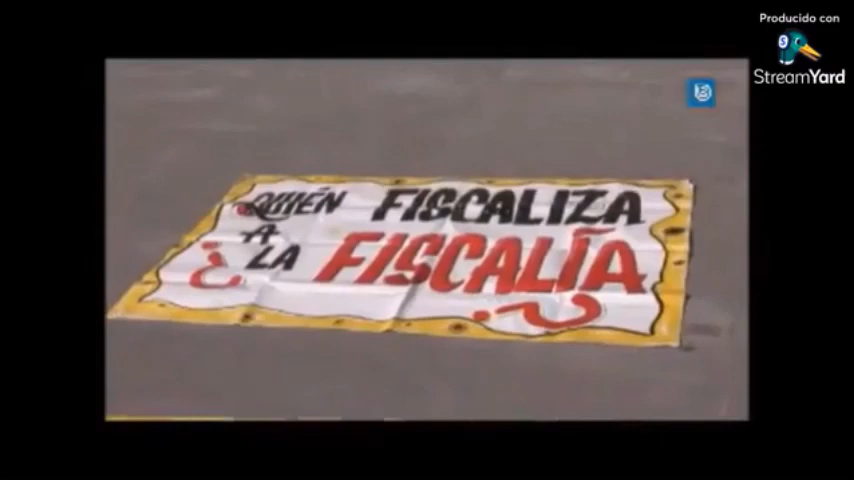 Producido con
StreamYard
QUIÉN FISCALIZA
A
¿ LA FISCALÍA
?